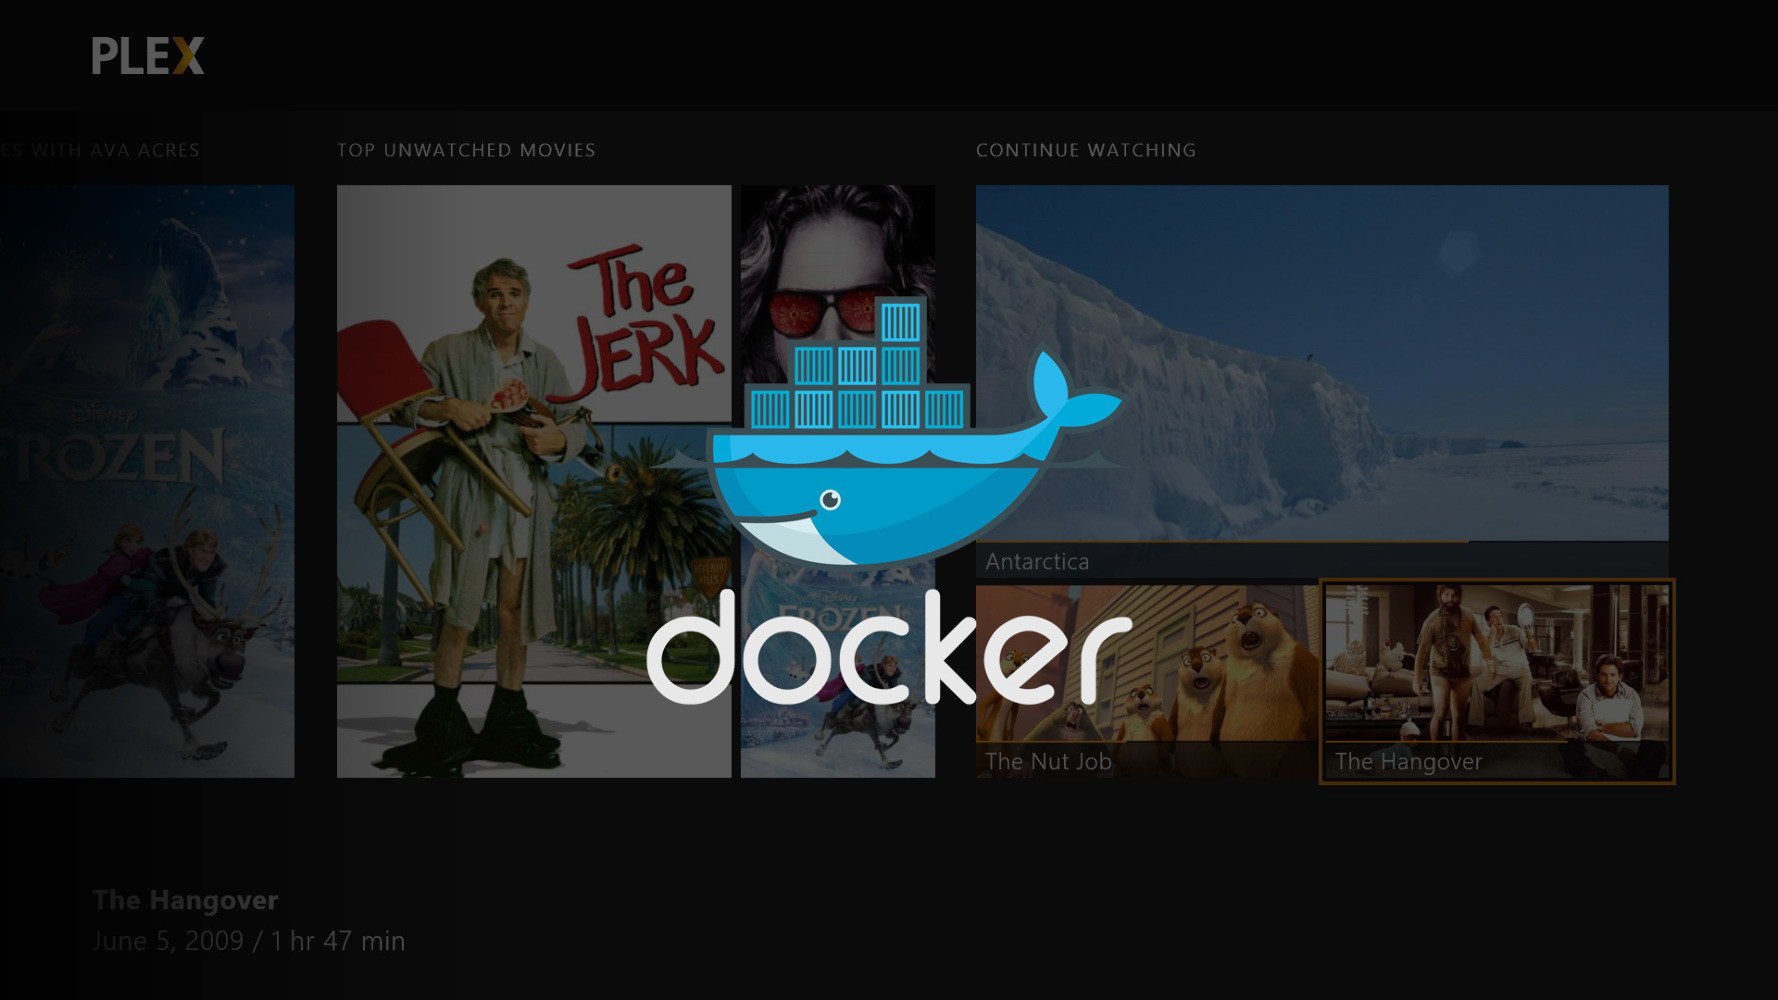 PLEX
ES WITH AVA ACRES
TOP UNWATCHED MOVIES
CONTINUE WATCHING
The
JERK
Disney
FROZEN
Antarctica
Disney
FROZEN
docker
The Nut Job
The Hangover
The Hangover
June 5, 2009 / 1 hr 47 min